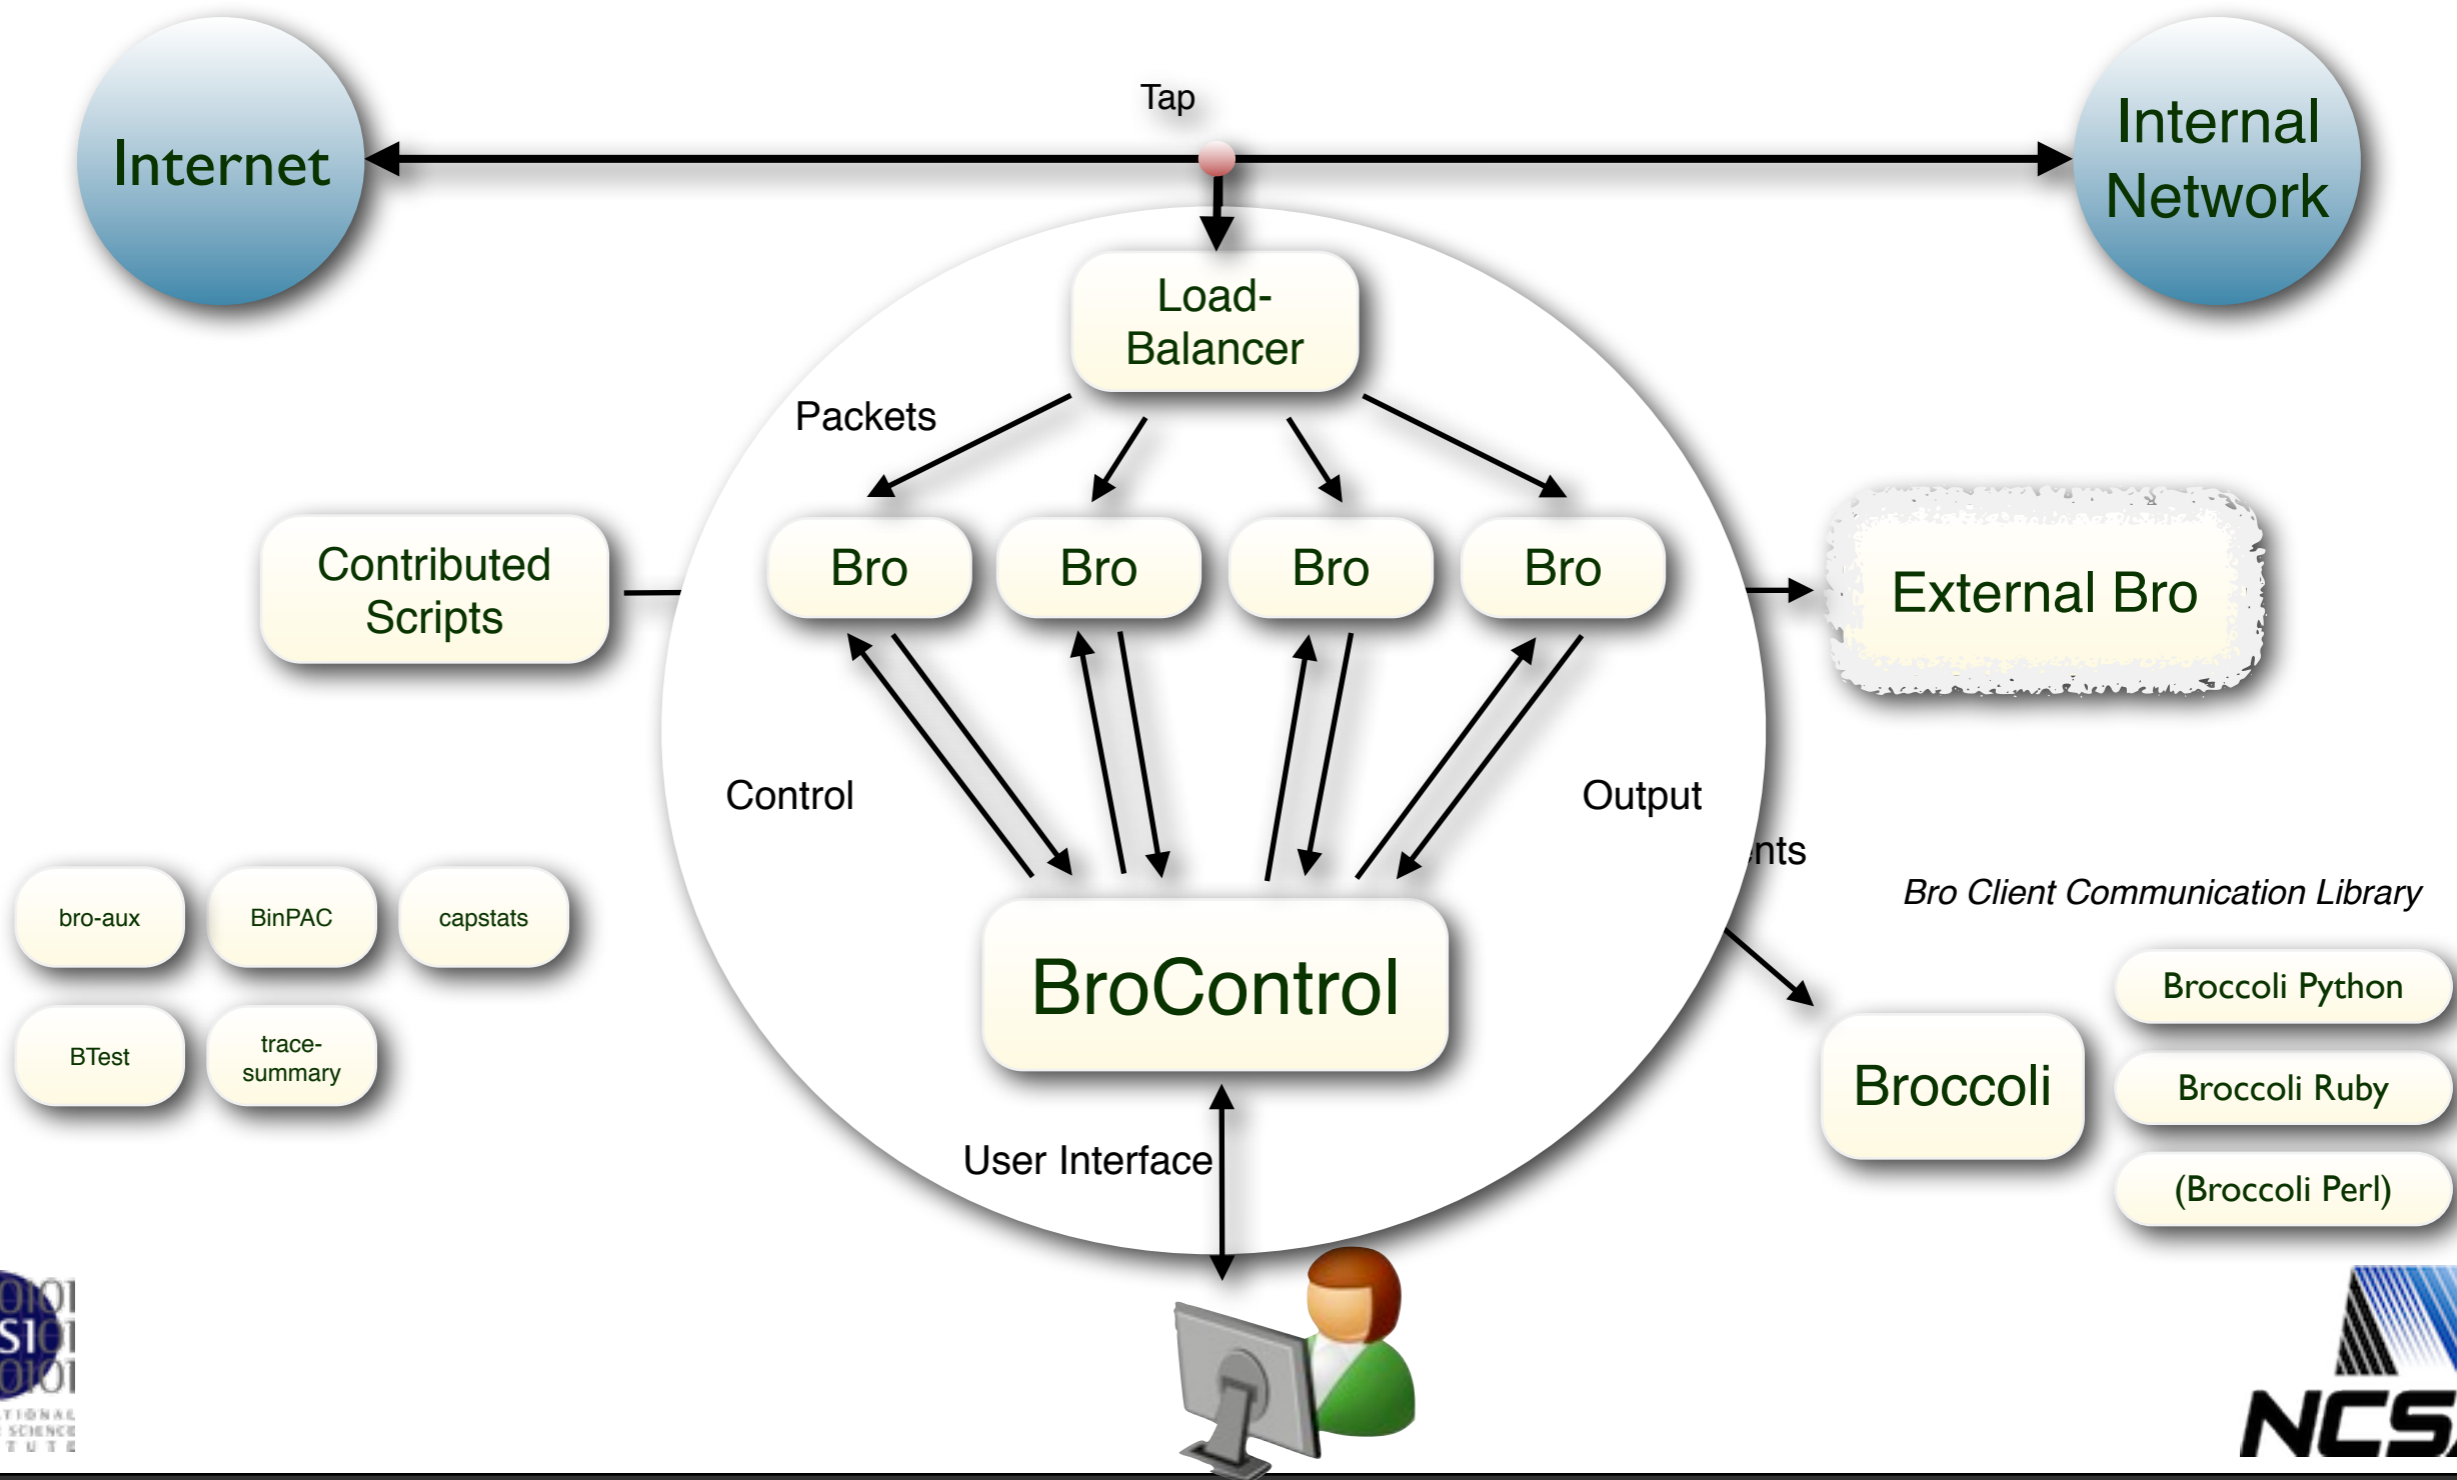 Tap
Internet
Internal
Network
Load-
Balancer
Packets
Contributed
Scripts
Bro
Bro
Bro
Bro
External Bro
Control
Output
nts
Bro Client Communication Library
bro-aux
BinPAC
capstats
BTest
trace-
summary
BroControl
Broccoli Python
Broccoli
Broccoli Ruby
(Broccoli Perl)
User Interface
NCS